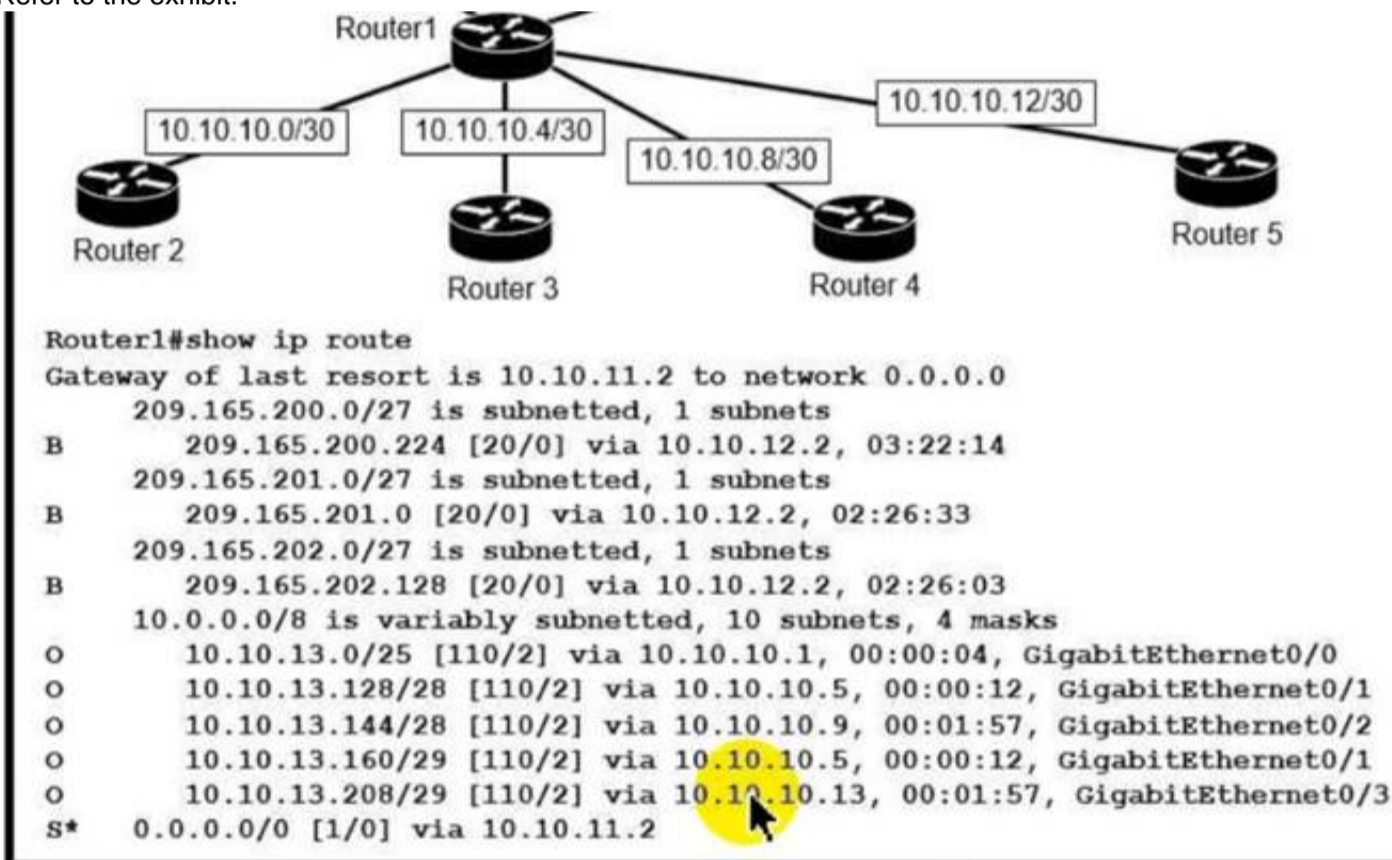 Refer to the exhibit.
Router1
10.10.10.12/30
10.10.10.0/30
10.10.10.4/30
10.10.10.8/30
Router 2
Router 3
Router 4
Router 5
Router1#show ip route
Gateway of last resort is 10.10.11.2 to network 0.0.0.0
209.165.200.0/27 is subnetted, 1 subnets
B 209.165.200.224 [20/0] via 10.10.12.2, 03:22:14
209.165.201.0/27 is subnetted, 1 subnets
B 209.165.201.0 [20/0] via 10.10.12.2, 02:26:33
209.165.202.0/27 is subnetted, 1 subnets
B 209.165.202.128 [20/0] via 10.10.12.2, 02:26:03
10.0.0.0/8 is variably subnetted, 10 subnets, 4 masks
O 10.10.13.0/25 [110/2] via 10.10.10.1, 00:00:04, GigabitEthernet0/0
O 10.10.13.128/28 [110/2] via 10.10.10.5, 00:00:12, GigabitEthernet0/1
O 10.10.13.144/28 [110/2] via 10.10.10.9, 00:01:57, GigabitEthernet0/2
O 10.10.13.160/29 [110/2] via 10.10.10.5, 00:00:12, GigabitEthernet0/1
O 10.10.13.208/29 [110/2] via 10.10.10.13, 00:01:57, GigabitEthernet0/3
S* 0.0.0.0/0 [1/0] via 10.10.11.2